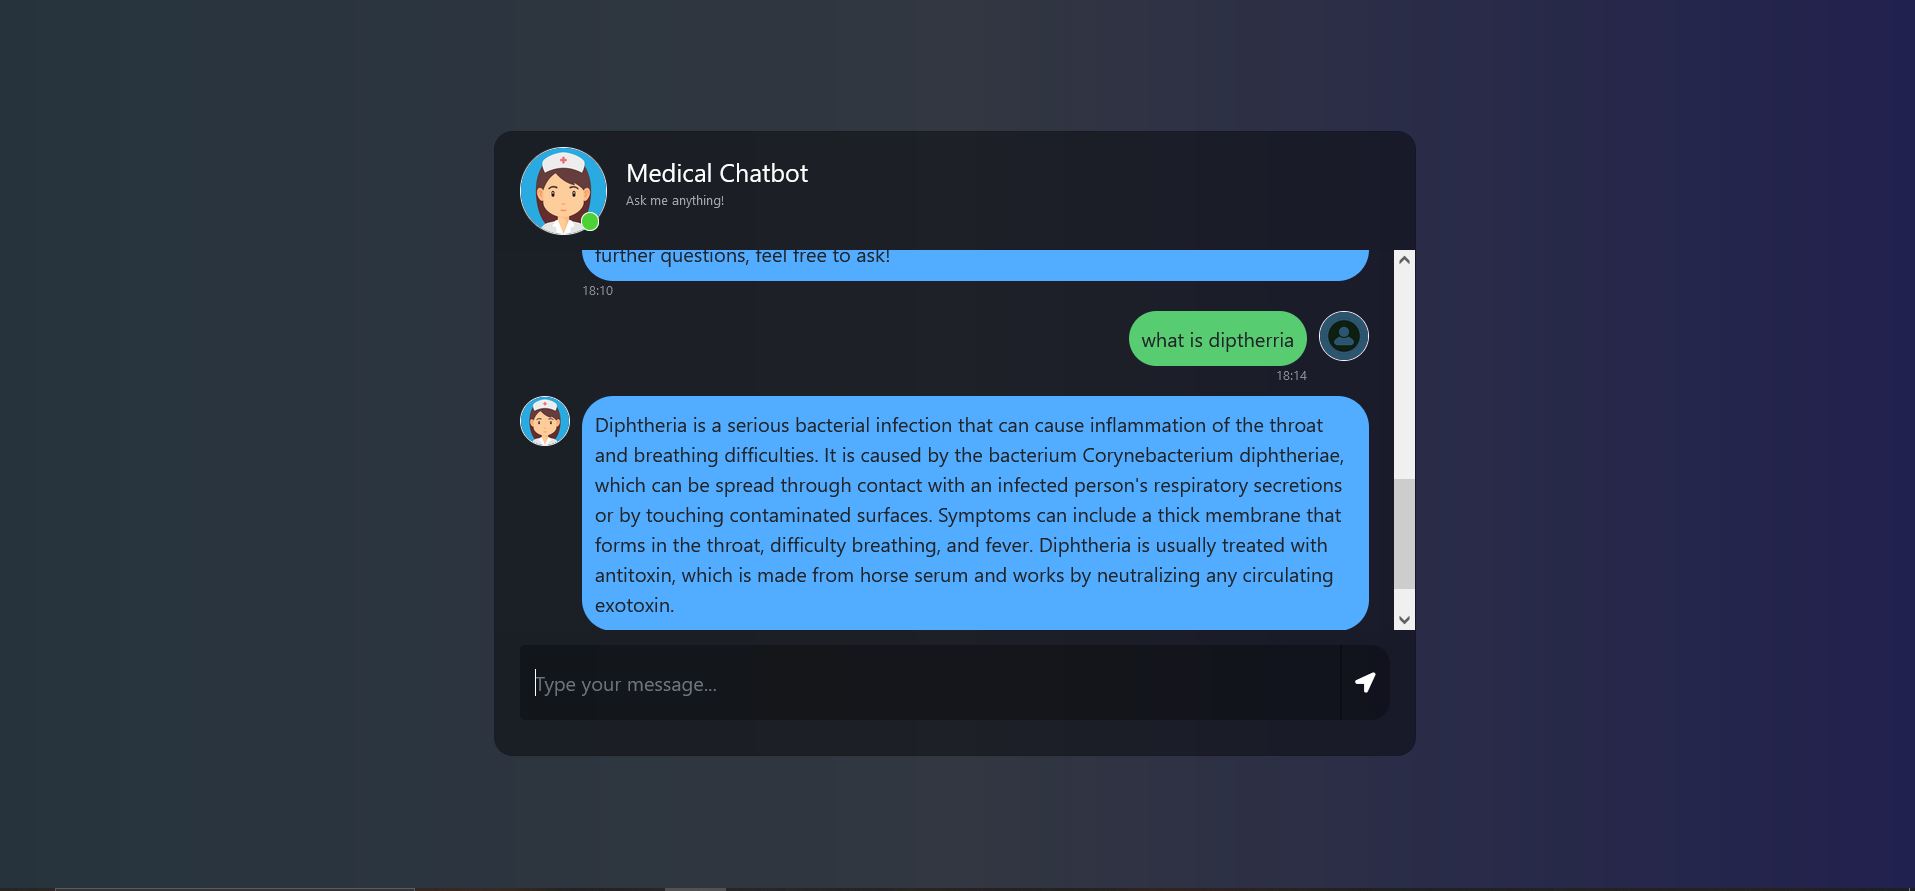 Medical Chatbot
Ask me anything!
further questions, feel free to ask!
18:10
what is diptherria
18:14
Diphtheria is a serious bacterial infection that can cause inflammation of the throat
and breathing difficulties. It is caused by the bacterium Corynebacterium diphtheriae,
which can be spread through contact with an infected person's respiratory secretions
or by touching contaminated surfaces. Symptoms can include a thick membrane that
forms in the throat, difficulty breathing, and fever. Diphtheria is usually treated with
antitoxin, which is made from horse serum and works by neutralizing any circulating
exotoxin.
Type your message...